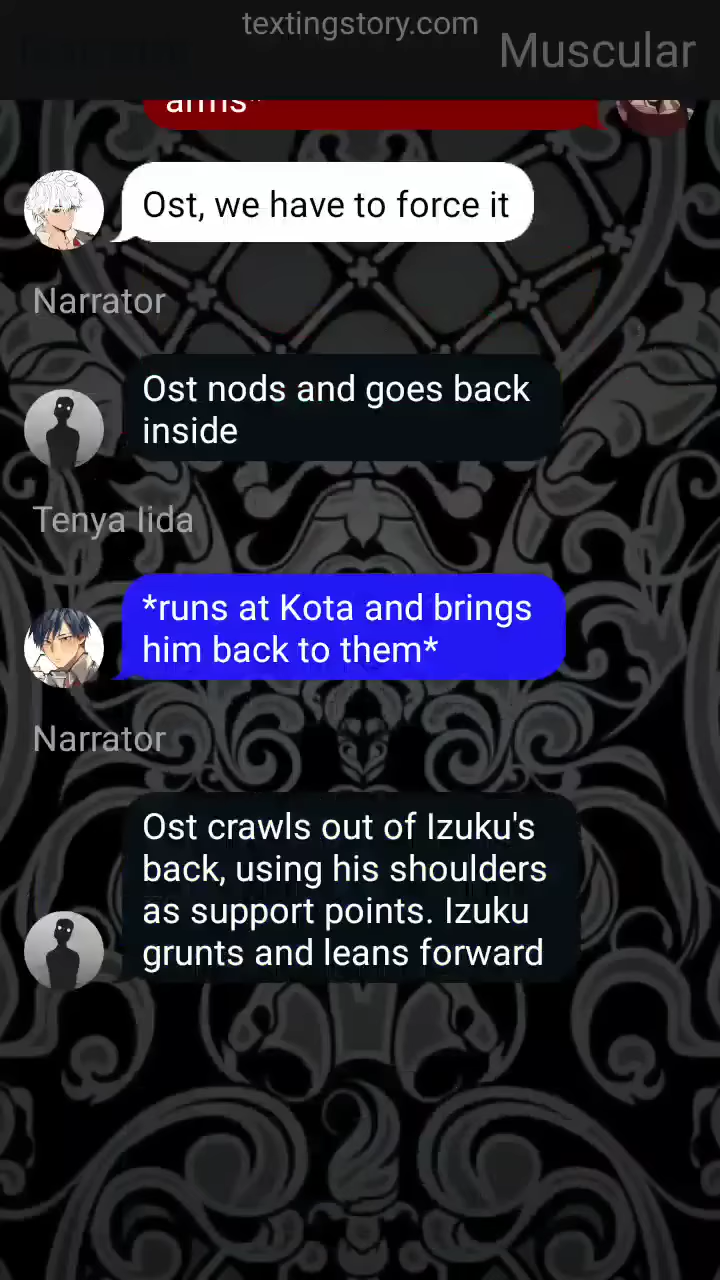 textingstory.com
Muscular
arms*
Ost, we have to force it
Narrator
Ost nods and goes back
inside
Tenya Iida
*runs at Kota and brings
him back to them*
Narrator
Ost crawls out of Izuku's
back, using his shoulders
as support points. Izuku
grunts and leans forward